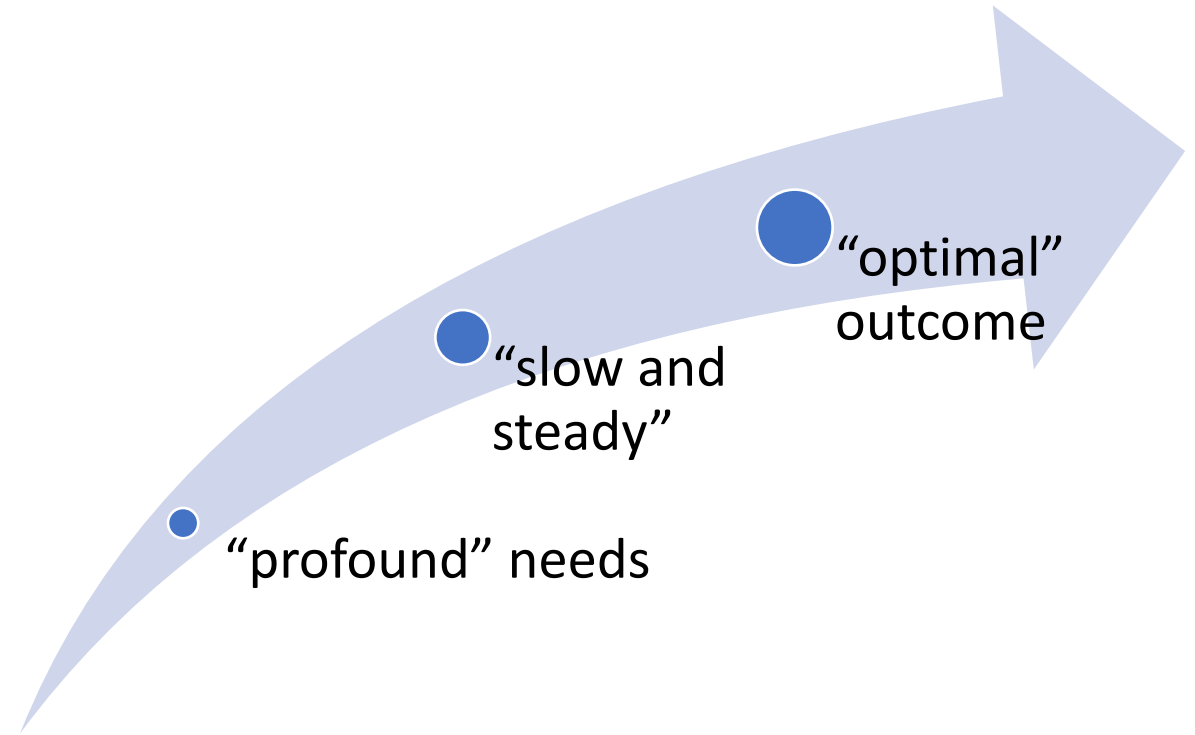 “optimal”
outcome
“slow and
steady”
“profound” needs